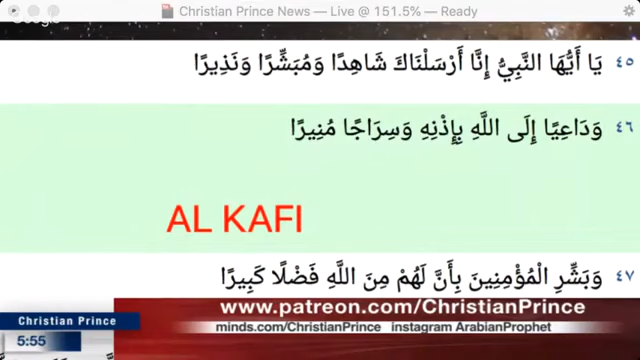 Christian Prince News — Live @ 151.5% — Ready
Google
٤٥ يَا أَيُّهَا النَّبِيُّ إِنَّا أَرْسَلْنَاكَ شَاهِدًا وَمُبَشِّرًا وَنَذِيرًا
٤٦ وَدَاعِيًا إِلَى اللَّهِ بِإِذْنِهِ وَسِرَاجًا مُنِيرًا
AL KAFI
٤٧ وَبَشِّرِ الْمُؤْمِنِينَ بِأَنَّ لَهُمْ مِنَ اللَّهِ فَضْلًا كَبِيرًا
www.patreon.com/ChristianPrince
Christian Prince
minds.com/ChristianPrince instagram ArabianProphet
5:55